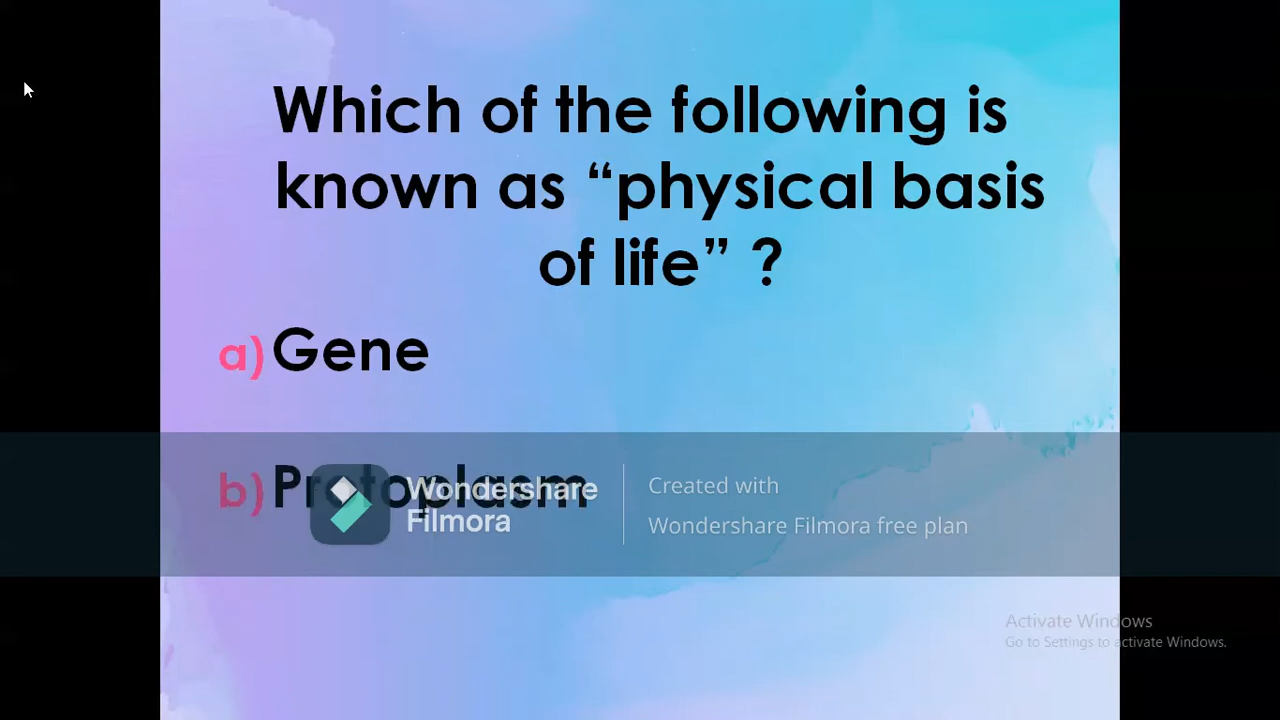 Which of the following is
known as “physical basis
of life” ?
a) Gene
b) Protoplasm
Wondershare
Filmora
Created with
Wondershare Filmora free plan
Activate Windows
Go to Settings to activate Windows.